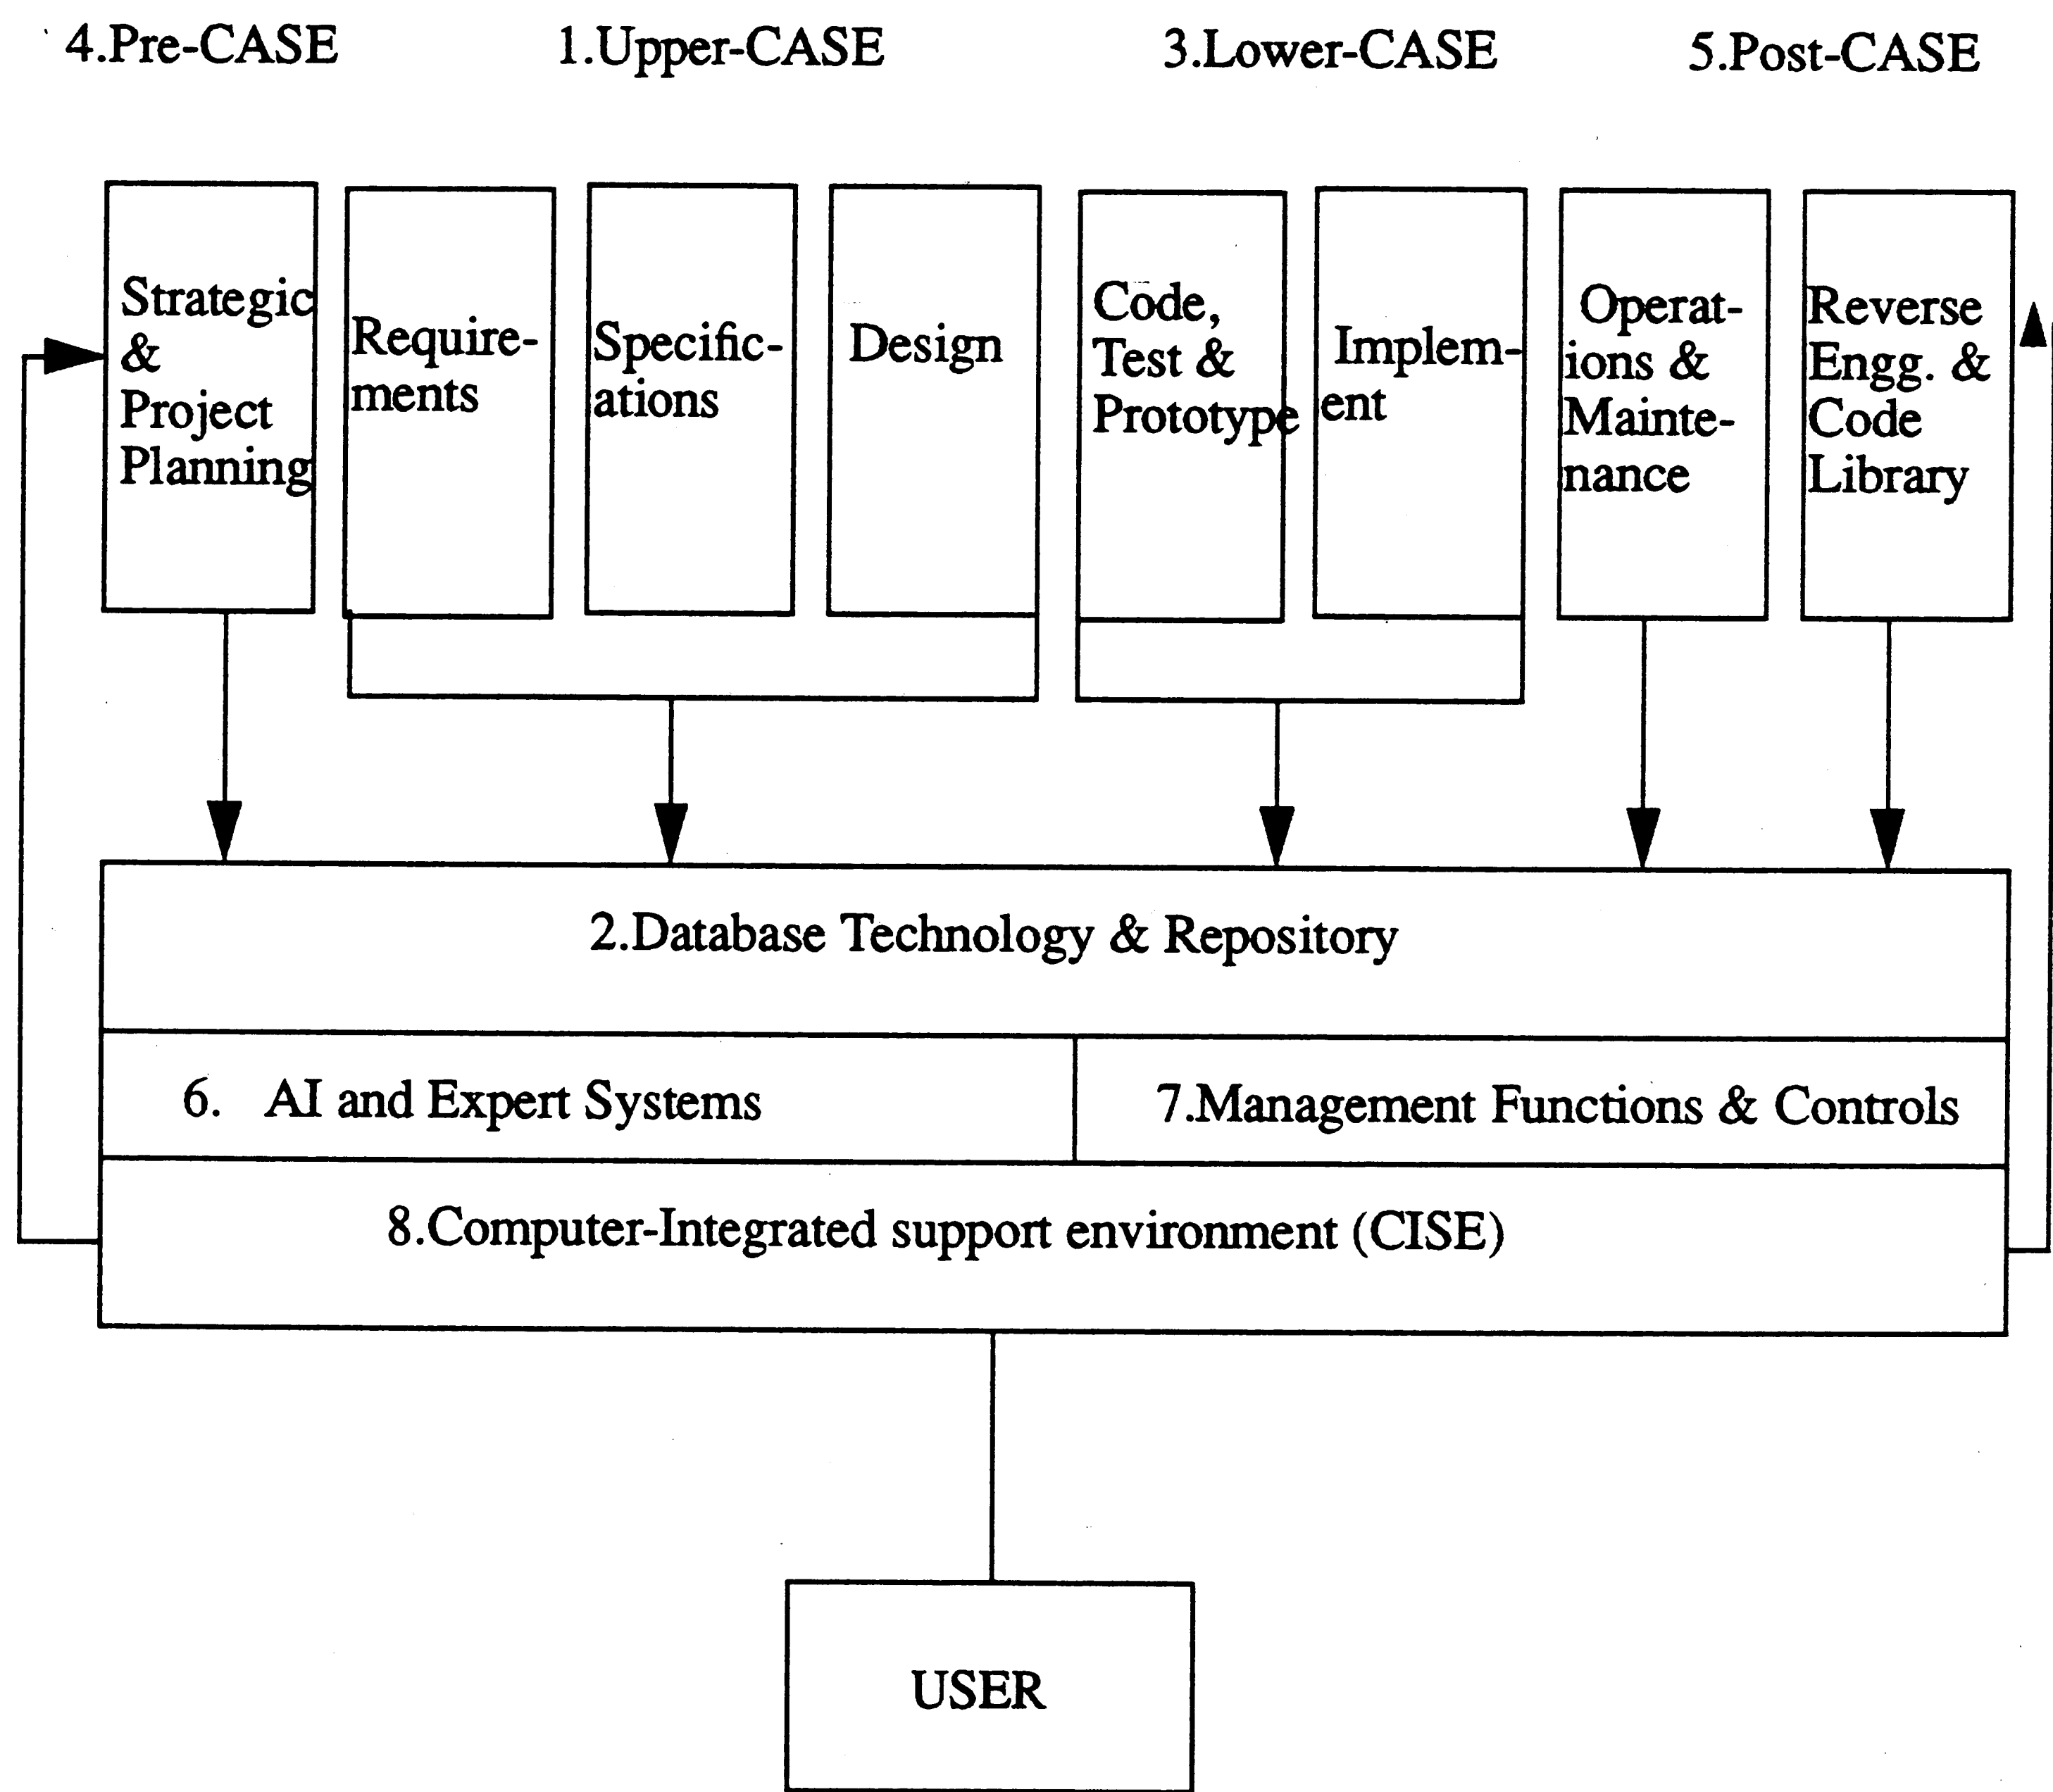 4.Pre-CASE
1.Upper-CASE
3.Lower-CASE
5.Post-CASE
Strategic
&
Project
Planning
Require-
ments
Specific-
ations
Design
Code,
Test &
Prototype
Implem-
ent
Operat-
ions &
Mainte-
nance
Reverse
Engg. &
Code
Library
2.Database Technology & Repository
6. AI and Expert Systems
7.Management Functions & Controls
8.Computer-Integrated support environment (CISE)
USER